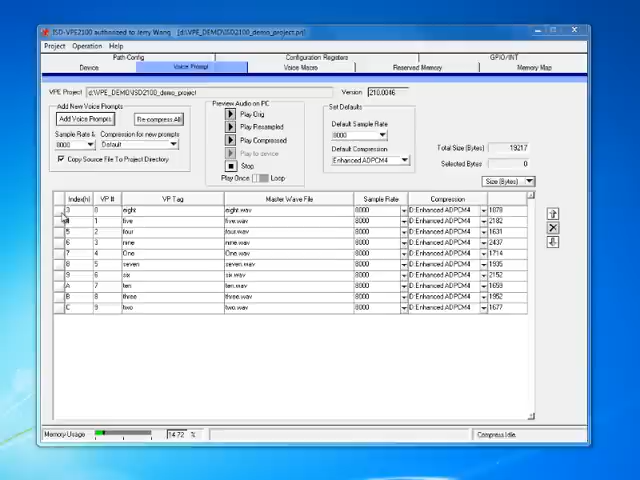 ISD-VPE2100 authorized to Jerry Wang [d:\VPE_DEMO\ISD2100_demo_project.prj]
Project Operation Help
Path Config Configuration Registers GPIO/INT
Device Voice Prompt Voice Macro Reserved Memory Memory Map
VPE Project d:\VPE_DEMO\ISD2100_demo_project Version 210.0046
Add New Voice Prompts
Add Voice Prompts Re-compress All
Sample Rate & Compression for new prompts
8000 Default
Copy Source File To Project Directory
Preview Audio on PC
Play Orig
Play Resampled
Play Compressed
Play to device
Stop
Play Once Loop
Set Defaults
Default Sample Rate
8000
Default Compression
Enhanced ADPCM4
Total Size (Bytes) 19217
Selected Bytes 0
Size (Bytes)
Index(h) VP # VP Tag Master Wave File Sample Rate Compression
3 0 eight eight.wav 8000 D:Enhanced ADPCM4 1878
4 1 five five.wav 8000 D:Enhanced ADPCM4 2182
5 2 four four.wav 8000 D:Enhanced ADPCM4 1631
6 3 nine nine.wav 8000 D:Enhanced ADPCM4 2437
7 4 One One.wav 8000 D:Enhanced ADPCM4 1714
8 5 seven seven.wav 8000 D:Enhanced ADPCM4 1935
9 6 six six.wav 8000 D:Enhanced ADPCM4 2152
A 7 ten ten.wav 8000 D:Enhanced ADPCM4 1659
B 8 three three.wav 8000 D:Enhanced ADPCM4 1952
C 9 two two.wav 8000 D:Enhanced ADPCM4 1677
Memory Usage 14.72 % Compress Idle.